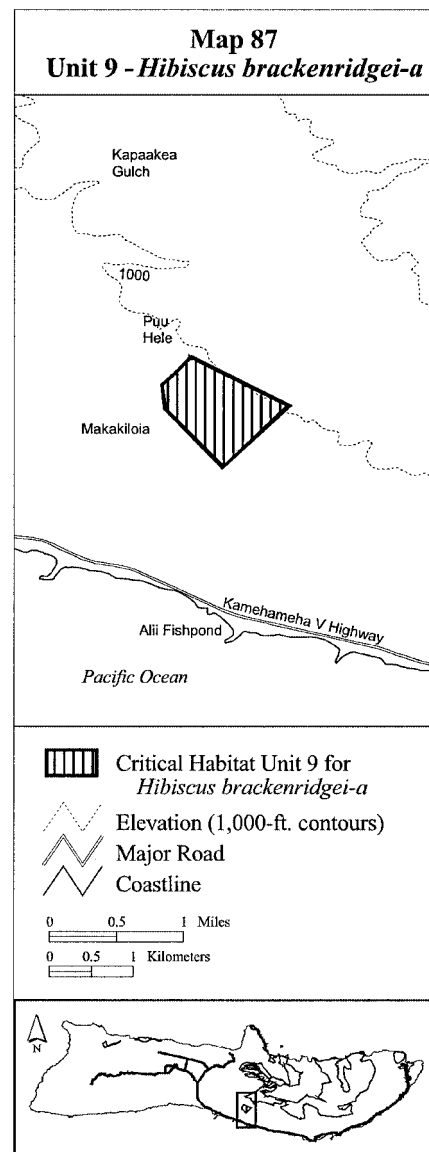 Map 87
Unit 9 - Hibiscus brackenridgei-a
Kapaakea
Gulch
1000
Puu
Hele
Makakiloia
Kamehameha V Highway
Alii Fishpond
Pacific Ocean
Critical Habitat Unit 9 for
Hibiscus brackenridgei-a
Elevation (1,000-ft. contours)
Major Road
Coastline
0 0.5 1 Miles
0 0.5 1 Kilometers
N